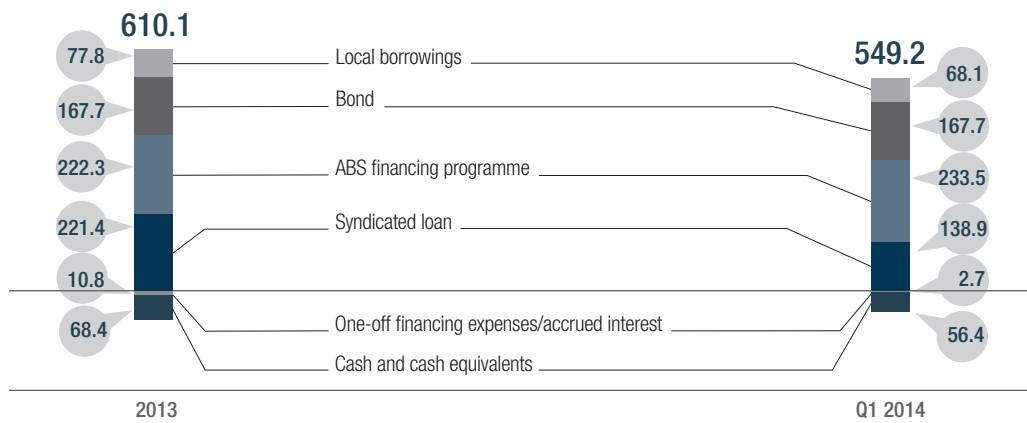 610.1
549.2
77.8 Local borrowings 68.1
167.7 Bond 167.7
222.3 ABS financing programme 233.5
221.4 Syndicated loan 138.9
10.8 One-off financing expenses/accrued interest 2.7
68.4 Cash and cash equivalents 56.4
2013 Q1 2014